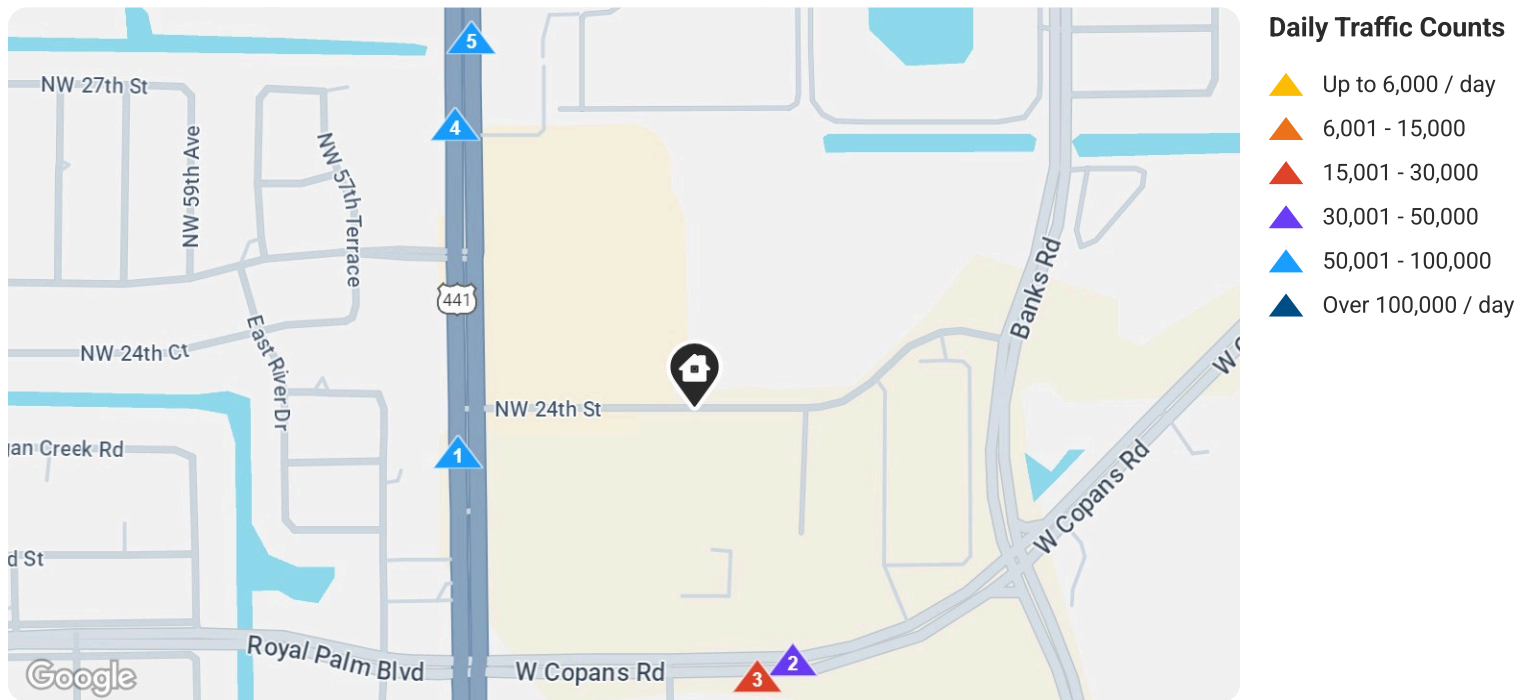 Daily Traffic Counts
Up to 6,000 / day
6,001 - 15,000
15,001 - 30,000
30,001 - 50,000
50,001 - 100,000
Over 100,000 / day
5
NW 27th St
4
NW 59th Ave
NW 57th Terrace
Banks Rd
441
East River Dr
NW 24th Ct
W C
NW 24th St
gan Creek Rd
1
W Copans Rd
d St
Royal Palm Blvd
W Copans Rd
2
3
Google